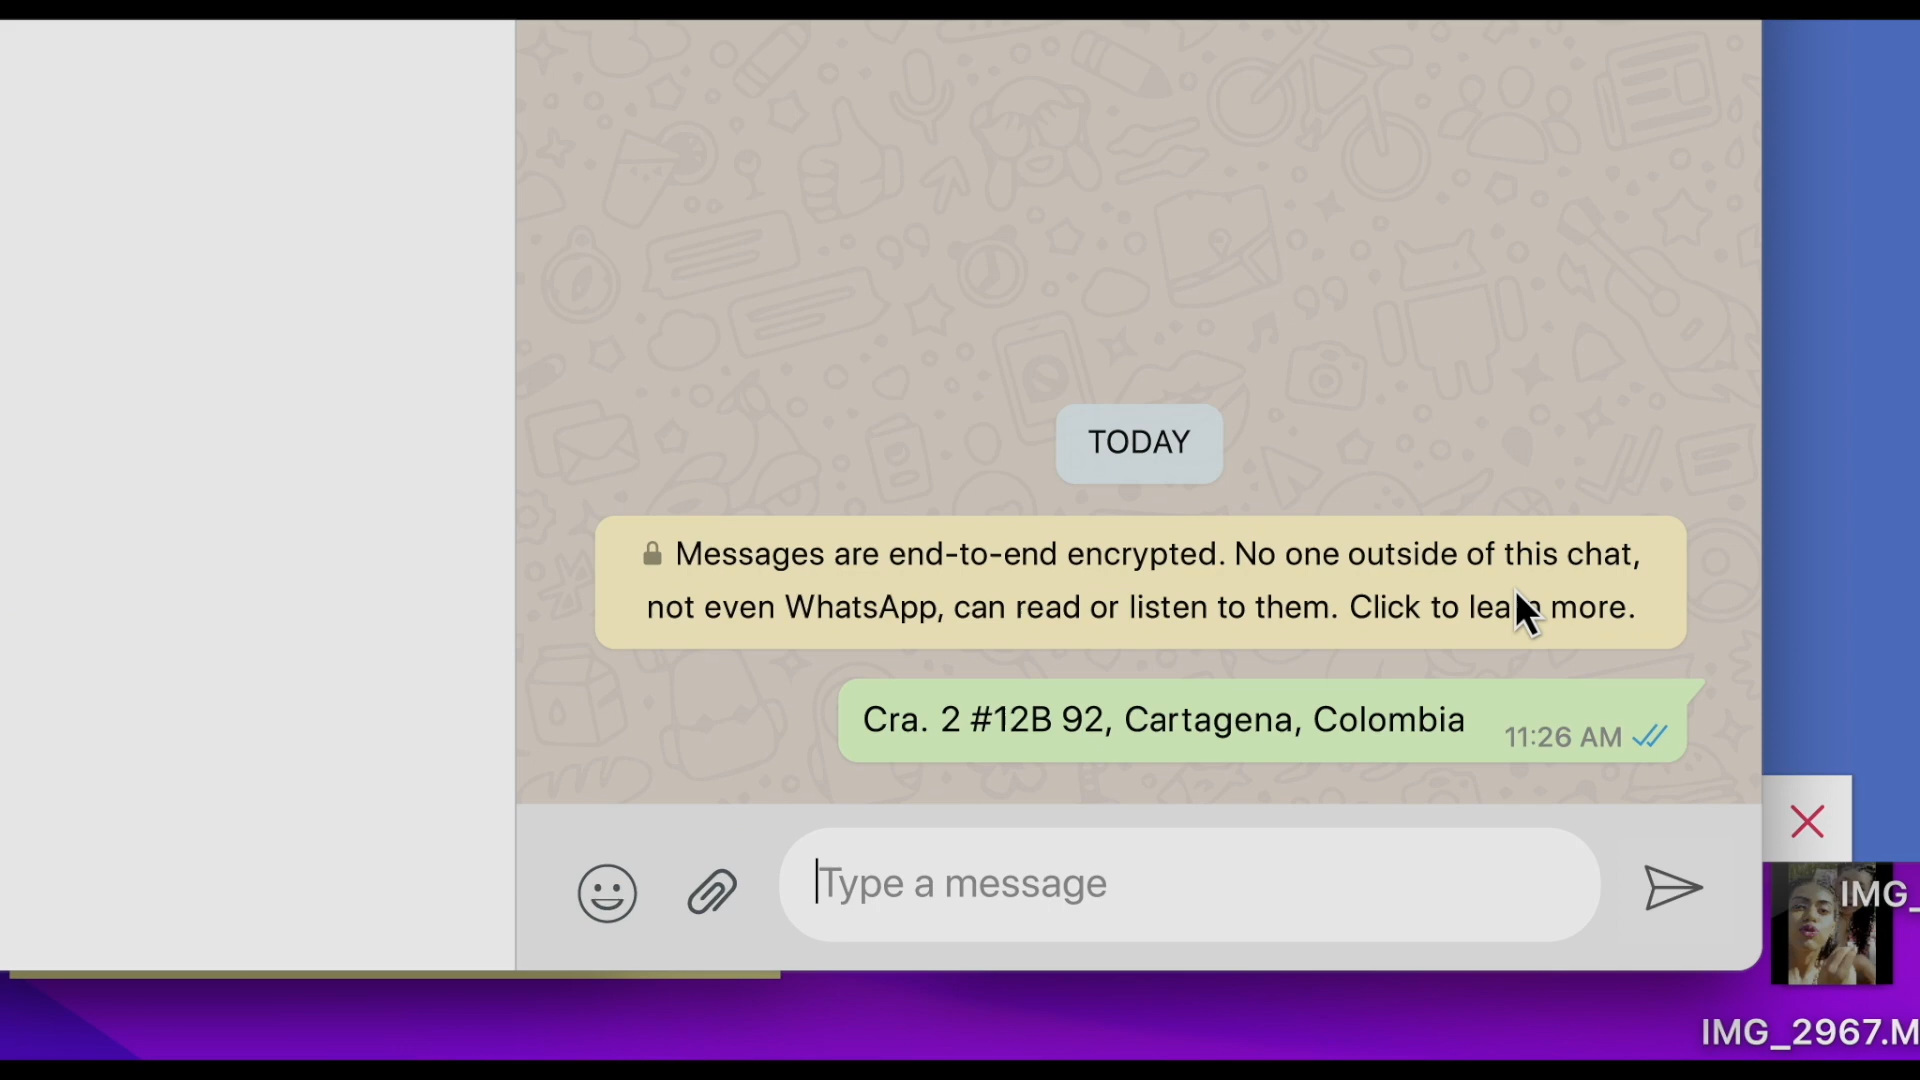 TODAY
Messages are end-to-end encrypted. No one outside of this chat,
not even WhatsApp, can read or listen to them. Click to learn more.
Cra. 2 #12B 92, Cartagena, Colombia
11:26 AM
Type a message
IMG_
IMG_2967.M